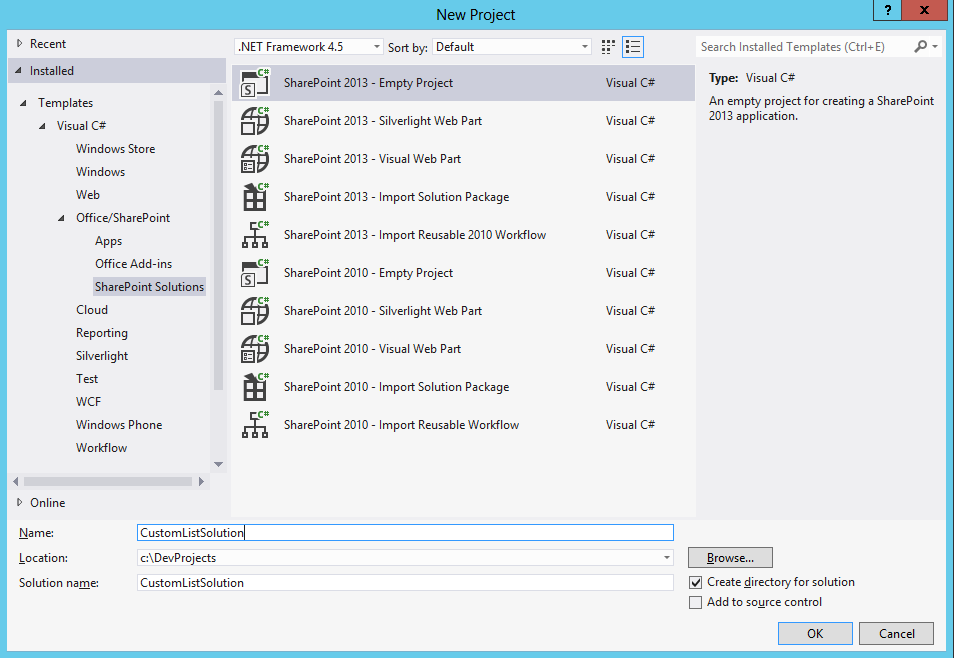 New Project
?
x
Recent
Installed
Templates
Visual C#
Windows Store
Windows
Web
Office/SharePoint
Apps
Office Add-ins
SharePoint Solutions
Cloud
Reporting
Silverlight
Test
WCF
Windows Phone
Workflow
Online
.NET Framework 4.5 Sort by: Default
C# SharePoint 2013 - Empty Project Visual C#
C# SharePoint 2013 - Silverlight Web Part Visual C#
C# SharePoint 2013 - Visual Web Part Visual C#
C# SharePoint 2013 - Import Solution Package Visual C#
C# SharePoint 2013 - Import Reusable 2010 Workflow Visual C#
C# SharePoint 2010 - Empty Project Visual C#
C# SharePoint 2010 - Silverlight Web Part Visual C#
C# SharePoint 2010 - Visual Web Part Visual C#
C# SharePoint 2010 - Import Solution Package Visual C#
C# SharePoint 2010 - Import Reusable Workflow Visual C#
Search Installed Templates (Ctrl+E)
Type: Visual C#
An empty project for creating a SharePoint
2013 application.
Name: CustomListSolution
Location: c:\DevProjects Browse...
Solution name: CustomListSolution
Create directory for solution
Add to source control
OK Cancel